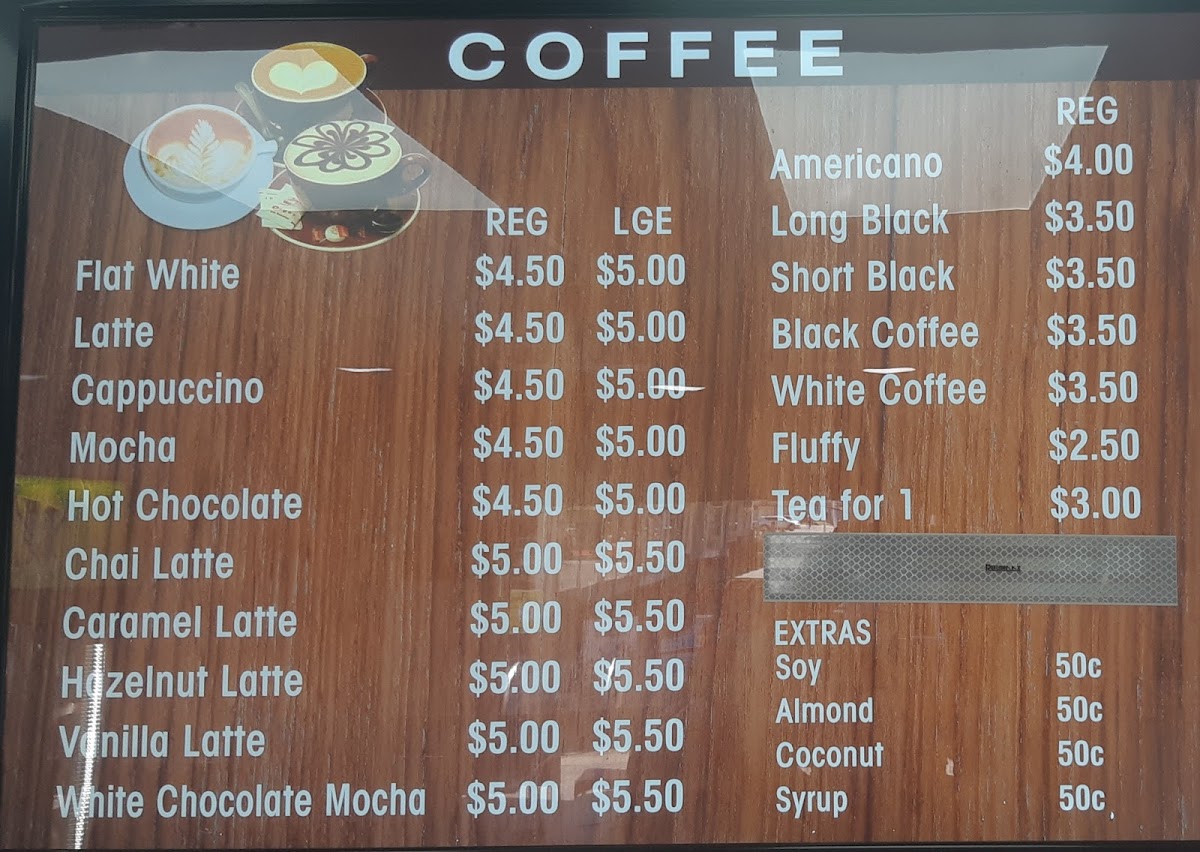 COFFEE
REG LGE
Flat White $4.50 $5.00
Latte $4.50 $5.00
Cappuccino $4.50 $5.00
Mocha $4.50 $5.00
Hot Chocolate $4.50 $5.00
Chai Latte $5.00 $5.50
Caramel Latte $5.00 $5.50
Hazelnut Latte $5.00 $5.50
Vanilla Latte $5.00 $5.50
White Chocolate Mocha $5.00 $5.50
REG
Americano $4.00
Long Black $3.50
Short Black $3.50
Black Coffee $3.50
White Coffee $3.50
Fluffy $2.50
Tea for 1 $3.00
EXTRAS
Soy 50c
Almond 50c
Coconut 50c
Syrup 50c